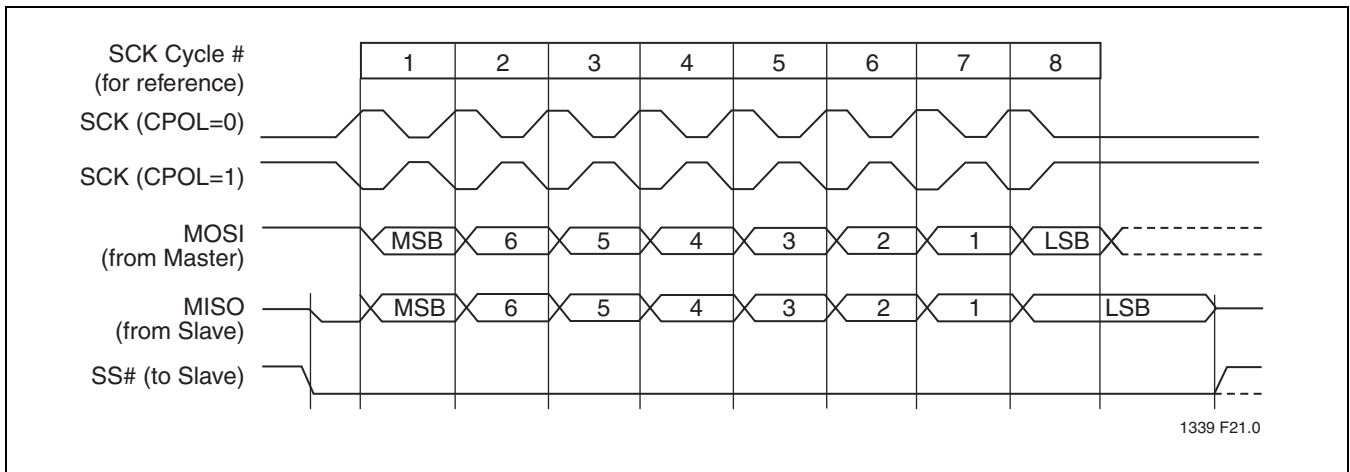 SCK Cycle #
(for reference)
1 2 3 4 5 6 7 8
SCK (CPOL=0)
SCK (CPOL=1)
MOSI
(from Master)
MSB 6 5 4 3 2 1 LSB
MISO
(from Slave)
MSB 6 5 4 3 2 1 LSB
SS# (to Slave)
1339 F21.0